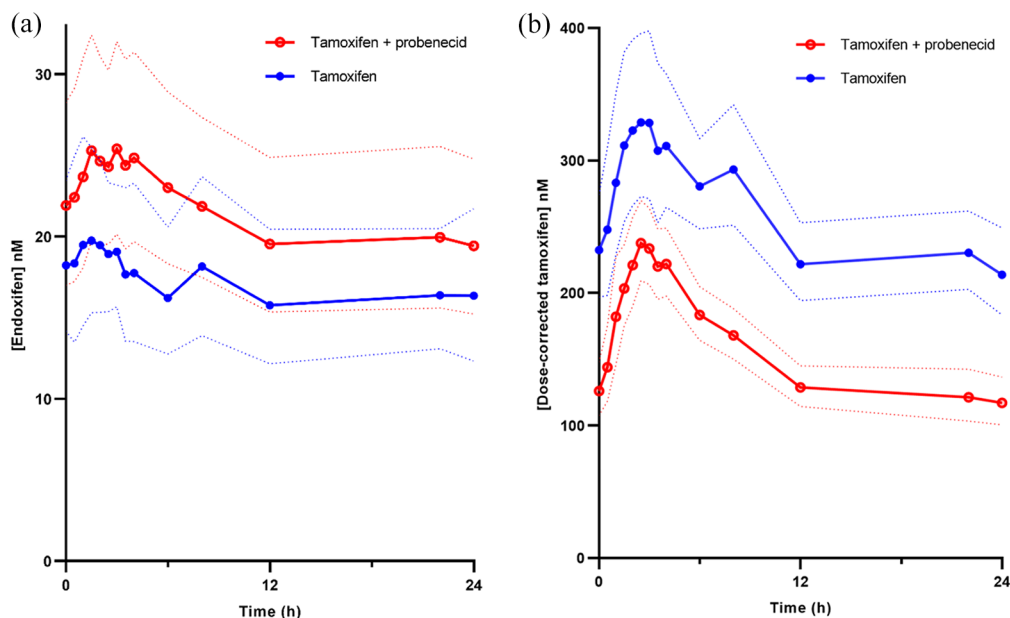 (a)
Tamoxifen + probenecid
Tamoxifen
[Endoxifen] nM
30
20
10
0
0
12
24
Time (h)
(b)
Tamoxifen + probenecid
Tamoxifen
[Dose-corrected tamoxifen] nM
400
300
200
100
0
0
12
24
Time (h)